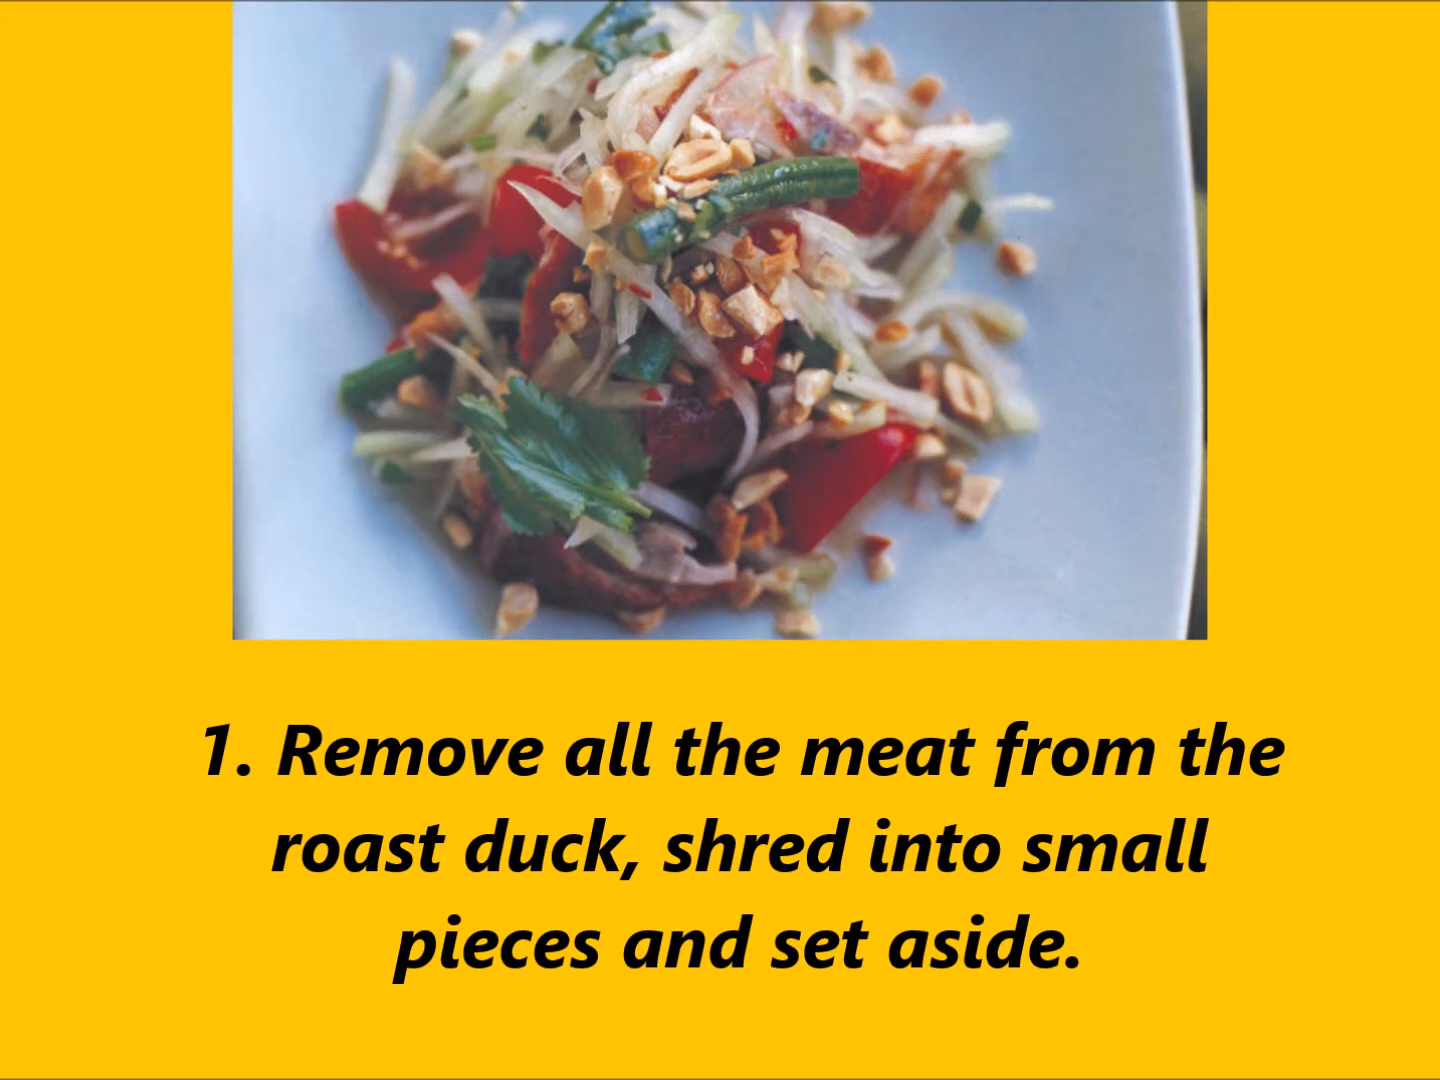 1. Remove all the meat from the
roast duck, shred into small
pieces and set aside.